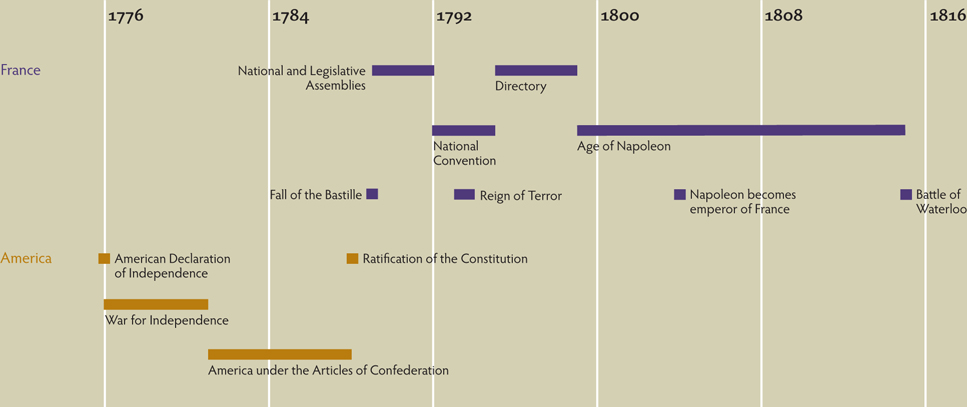 1776
1784
1792
1800
1808
1816
France
National and Legislative
Assemblies
Directory
National
Convention
Age of Napoleon
Fall of the Bastille
Reign of Terror
Napoleon becomes
emperor of France
Battle of
Waterloo
America
American Declaration
of Independence
Ratification of the Constitution
War for Independence
America under the Articles of Confederation